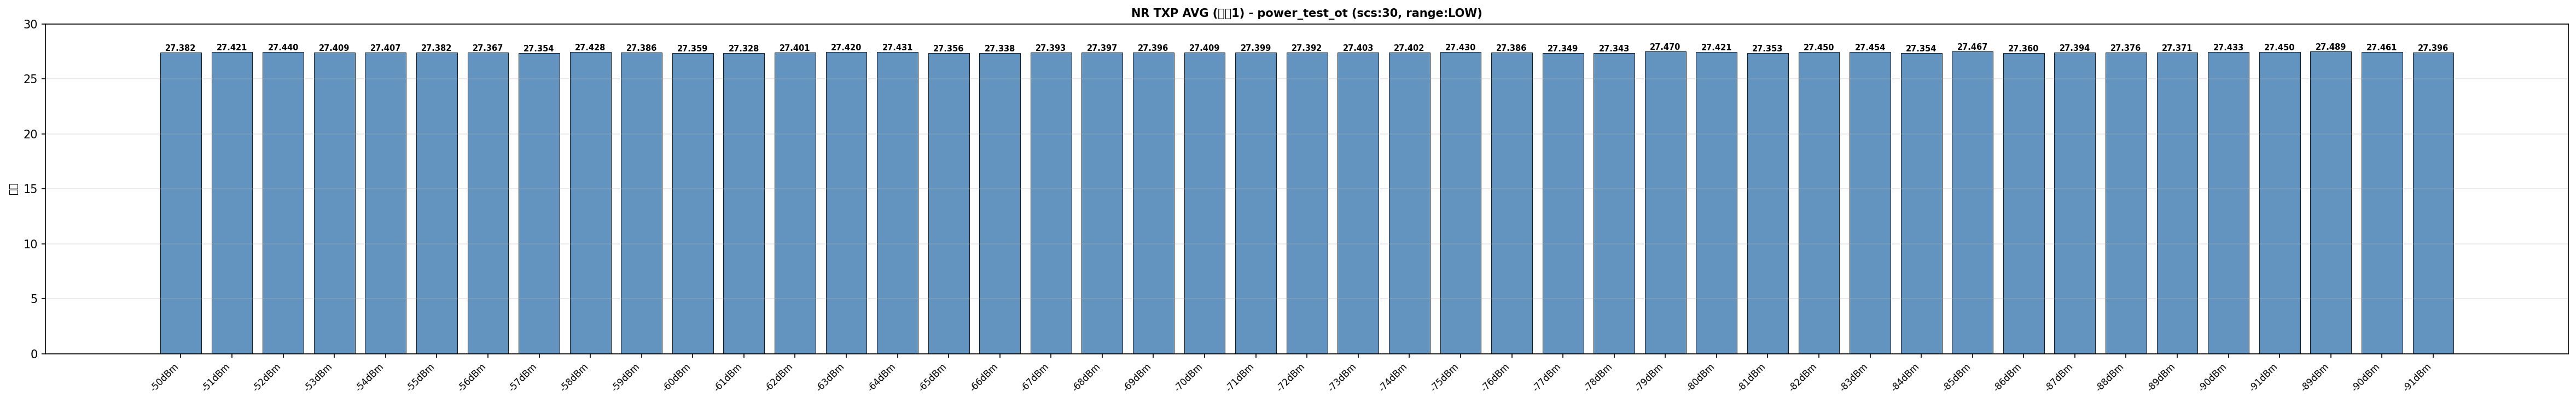 NR TXP AVG (▯▯1) - power_test_ot (scs:30, range:LOW)
▯▯
30
25
20
15
10
5
0
27.382 27.421 27.440 27.409 27.407 27.382 27.367 27.354 27.428 27.386 27.359 27.328 27.401 27.420 27.431 27.356 27.338 27.393 27.397 27.396 27.409 27.399 27.392 27.403 27.402 27.430 27.386 27.349 27.343 27.470 27.421 27.353 27.450 27.454 27.354 27.467 27.360 27.394 27.376 27.371 27.433 27.450 27.489 27.461 27.396
-50dBm -51dBm -52dBm -53dBm -54dBm -55dBm -56dBm -57dBm -58dBm -59dBm -60dBm -61dBm -62dBm -63dBm -64dBm -65dBm -66dBm -67dBm -68dBm -69dBm -70dBm -71dBm -72dBm -73dBm -74dBm -75dBm -76dBm -77dBm -78dBm -79dBm -80dBm -81dBm -82dBm -83dBm -84dBm -85dBm -86dBm -87dBm -88dBm -89dBm -90dBm -91dBm -89dBm -90dBm -91dBm